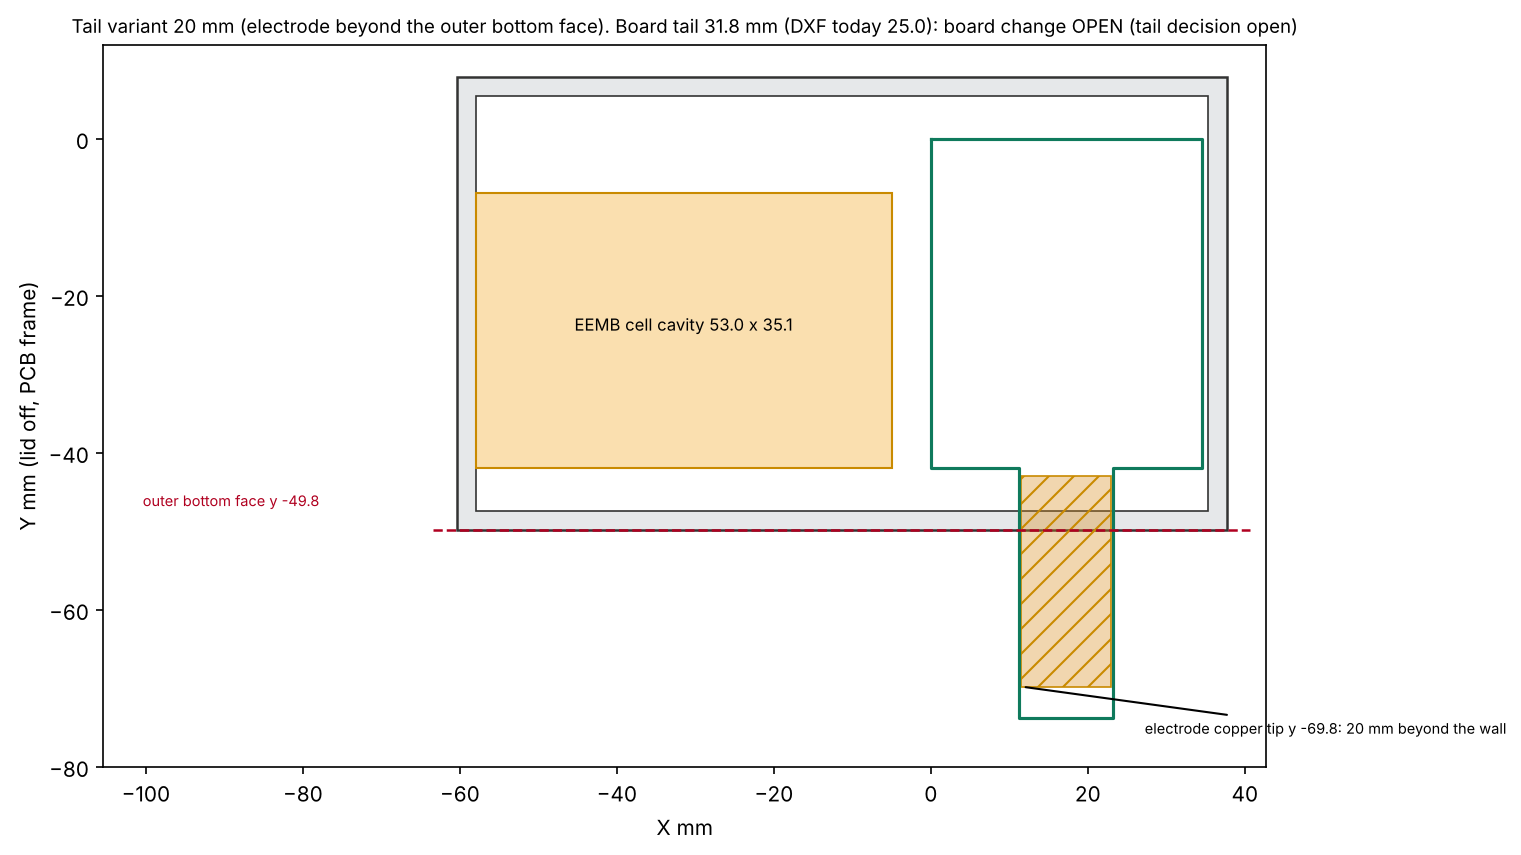 Tail variant 20 mm (electrode beyond the outer bottom face). Board tail 31.8 mm (DXF today 25.0): board change OPEN (tail decision open)
Y mm (lid off, PCB frame)
0
−20
−40
−60
−80
EEMB cell cavity 53.0 x 35.1
outer bottom face y -49.8
electrode copper tip y -69.8: 20 mm beyond the wall
−100
−80
−60
−40
−20
0
20
40
X mm